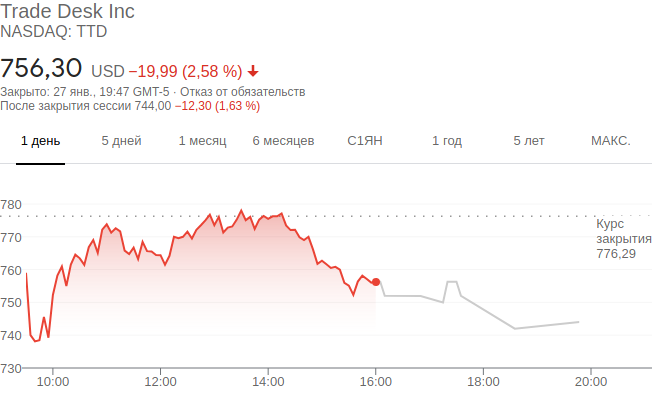 Trade Desk Inc
NASDAQ: TTD
756,30 USD −19,99 (2,58 %)
Закрыто: 27 янв., 19:47 GMT-5 · Отказ от обязательств
После закрытия сессии 744,00 −12,30 (1,63 %)
1 день 5 дней 1 месяц 6 месяцев С1ЯН 1 год 5 лет МАКС.
780
770
760
750
740
730
Курс
закрытия
776,29
10:00 12:00 14:00 16:00 18:00 20:00